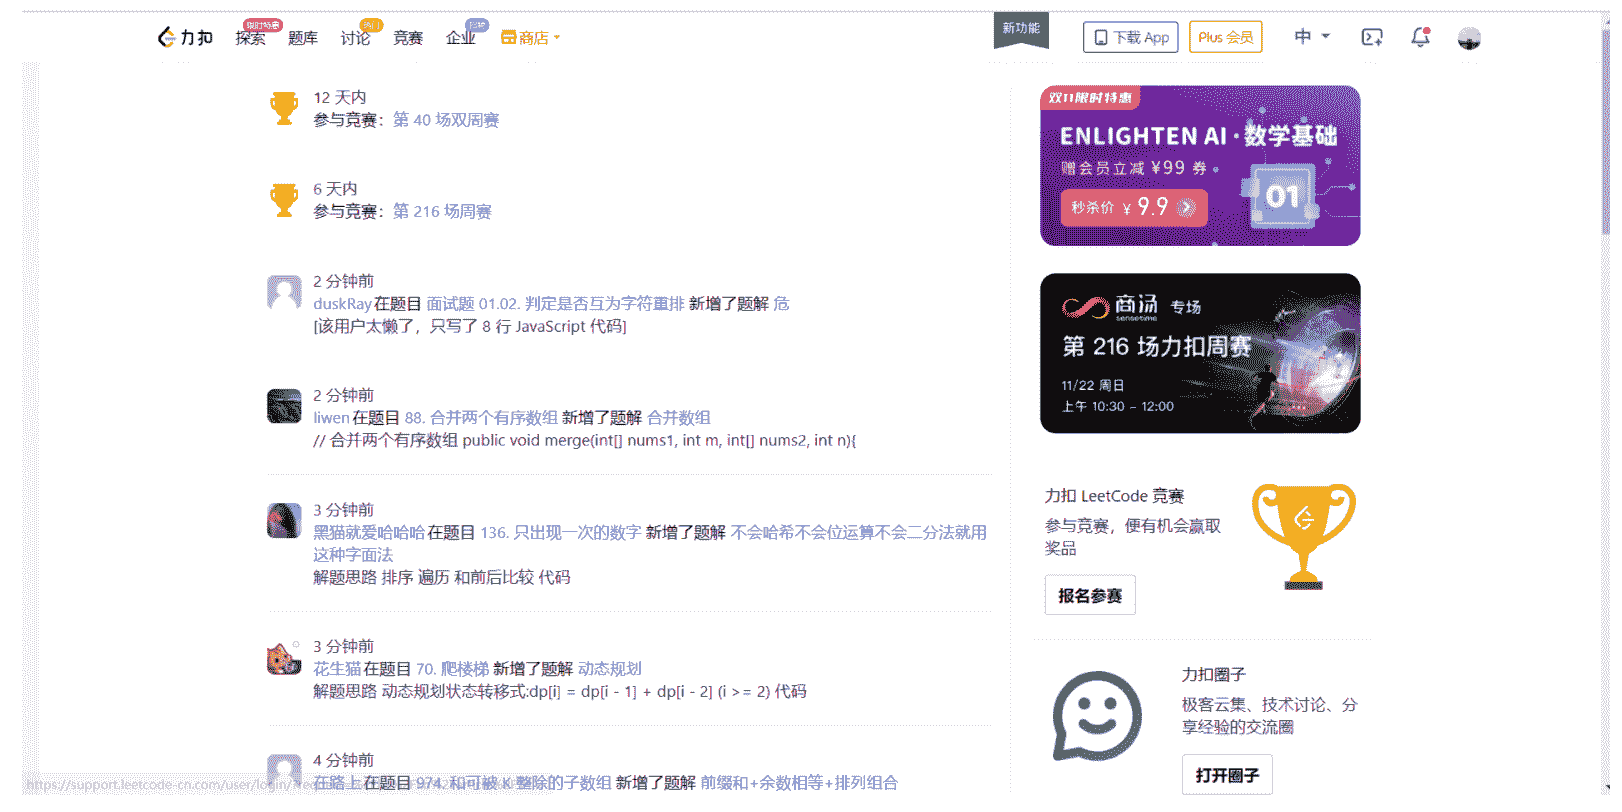 力扣
限时特惠
探索
题库
讨论
竞赛
企业
商店
新功能
下载 App
Plus 会员
中
12 天内
参与竞赛：第 40 场双周赛
6 天内
参与竞赛：第 216 场周赛
2 分钟前
duskRay 在题目 面试题 01.02. 判定是否互为字符重排 新增了题解 危
[该用户太懒了，只写了 8 行 JavaScript 代码]
2 分钟前
liwen 在题目 88. 合并两个有序数组 新增了题解 合并数组
// 合并两个有序数组 public void merge(int[] nums1, int m, int[] nums2, int n){
3 分钟前
黑猫就爱哈哈哈 在题目 136. 只出现一次的数字 新增了题解 不会哈希不会位运算不会二分法就用
这种字面法
解题思路 排序 遍历 和前后比较 代码
3 分钟前
花生猫 在题目 70. 爬楼梯 新增了题解 动态规划
解题思路 动态规划状态转移式:dp[i] = dp[i - 1] + dp[i - 2] (i >= 2) 代码
4 分钟前
在路上 在题目 974. 和可被 K 整除的子数组 新增了题解 前缀和+余数相等+排列组合
双11限时特惠
ENLIGHTEN AI · 数学基础
赠会员立减 ¥99 券。
秒杀价 ¥ 9.9
01
商汤 专场
sensetime
第 216 场力扣周赛
11/22 周日
上午 10:30 - 12:00
力扣 LeetCode 竞赛
参与竞赛，便有机会赢取
奖品
报名参赛
力扣圈子
极客云集、技术讨论、分
享经验的交流圈
打开圈子
https://support.leetcode-cn.com/user/login/